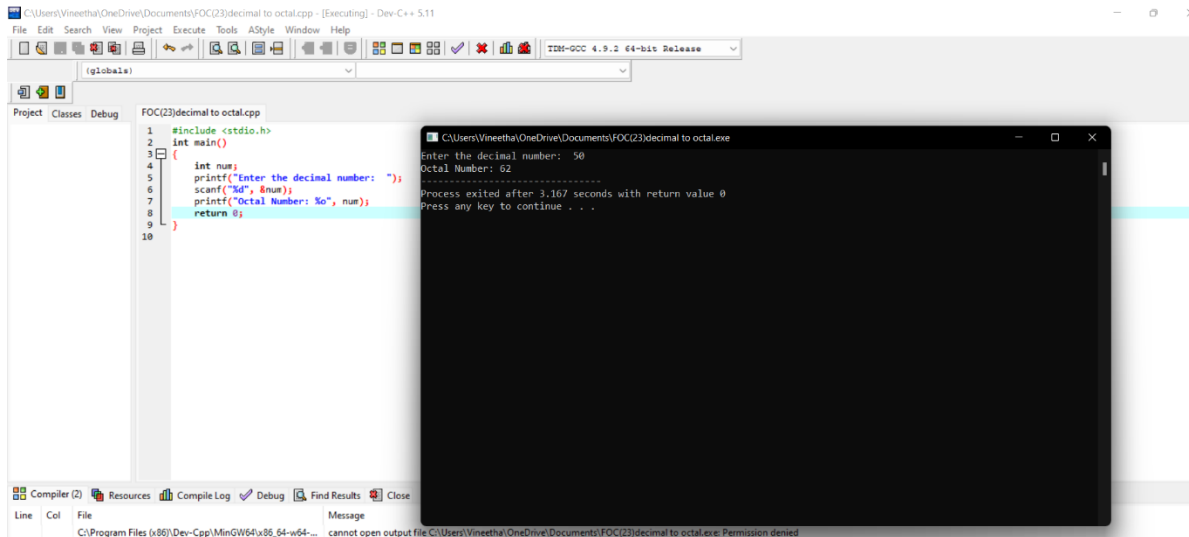 C:\Users\Vineetha\OneDrive\Documents\FOC(23)decimal to octal.cpp - [Executing] - Dev-C++ 5.11
File Edit Search View Project Execute Tools AStyle Window Help
TDM-GCC 4.9.2 64-bit Release
(globals)
Project Classes Debug
FOC(23)decimal to octal.cpp
1 #include <stdio.h>
2 int main()
3 {
4 int num;
5 printf("Enter the decimal number:  ");
6 scanf("%d", &num);
7 printf("Octal Number: %o", num);
8 return 0;
9 }
10
C:\Users\Vineetha\OneDrive\Documents\FOC(23)decimal to octal.exe
Enter the decimal number:  50
Octal Number: 62
--------------------------------
Process exited after 3.167 seconds with return value 0
Press any key to continue . . .
Compiler (2) Resources Compile Log Debug Find Results Close
Line Col File Message
C:\Program Files (x86)\Dev-Cpp\MinGW64\x86_64-w64-... cannot open output file C:\Users\Vineetha\OneDrive\Documents\FOC(23)decimal to octal.exe: Permission denied